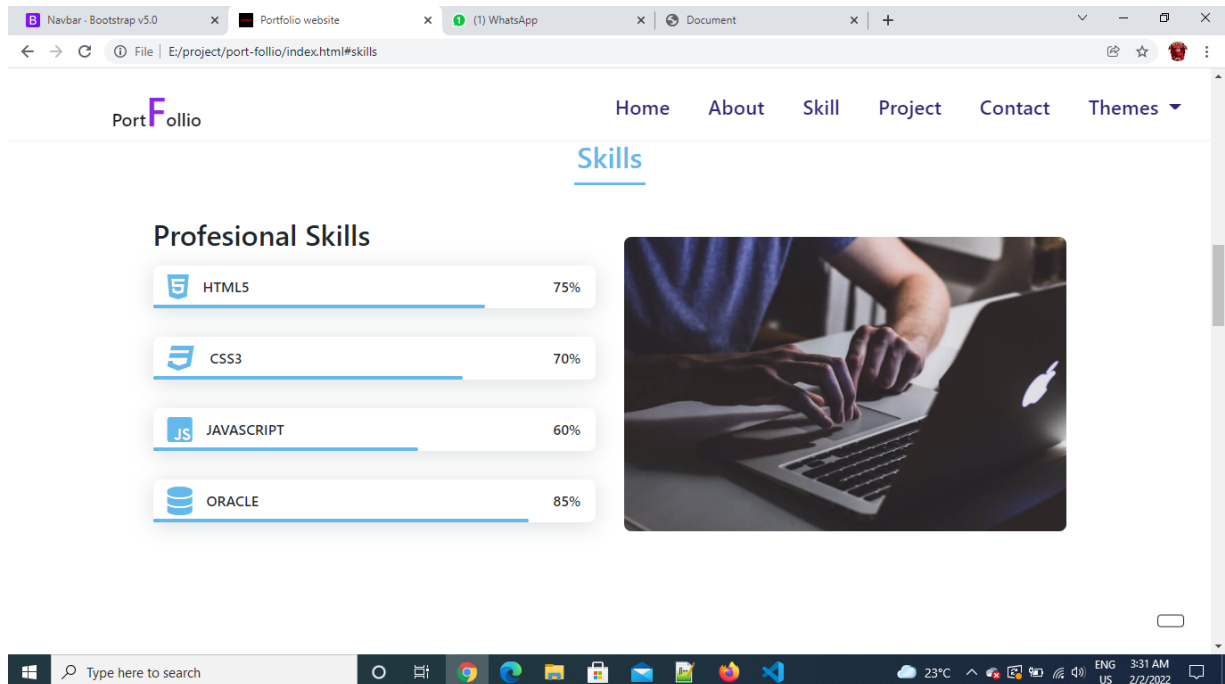 Navbar - Bootstrap v5.0
Portfolio website
(1) WhatsApp
Document
File
E:/project/port-follio/index.html#skills
PortFollio
Home
About
Skill
Project
Contact
Themes
Skills
Profesional Skills
HTML5 75%
CSS3 70%
JS JAVASCRIPT 60%
ORACLE 85%
Type here to search
23°C
ENG
US
3:31 AM
2/2/2022